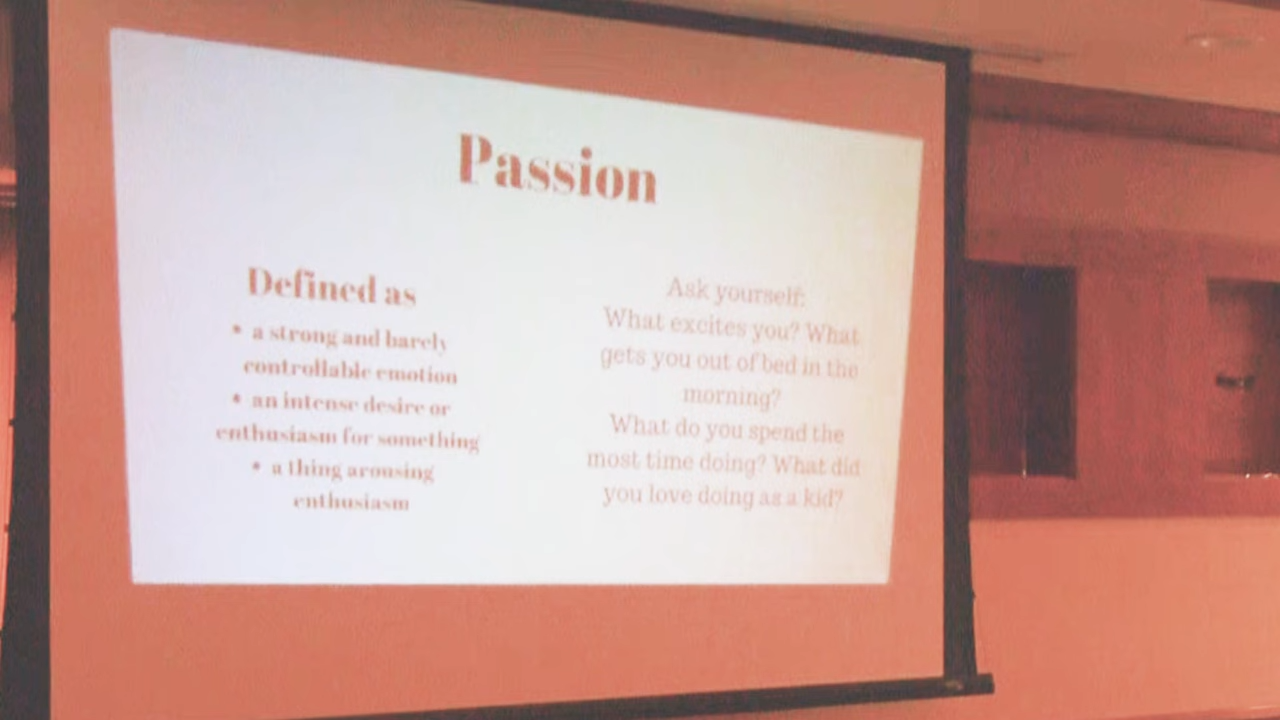 Passion
Defined as
• a strong and barely
controllable emotion
• an intense desire or
enthusiasm for something
• a thing arousing
enthusiasm
Ask yourself:
What excites you? What
gets you out of bed in the
morning?
What do you spend the
most time doing? What did
you love doing as a kid?